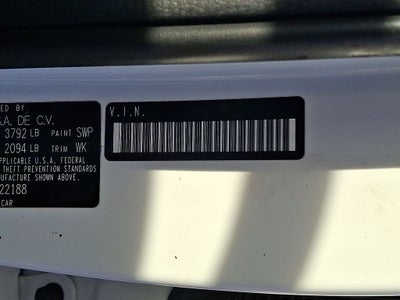 ED BY
.A. DE C.V.
3792 LB PAINT SWP
2094 LB TRIM WK
APPLICABLE U.S.A. FEDERAL
THEFT PREVENTION STANDARDS
UFACTURE SHOWN ABOVE.
22188
CAR
V.I.N.